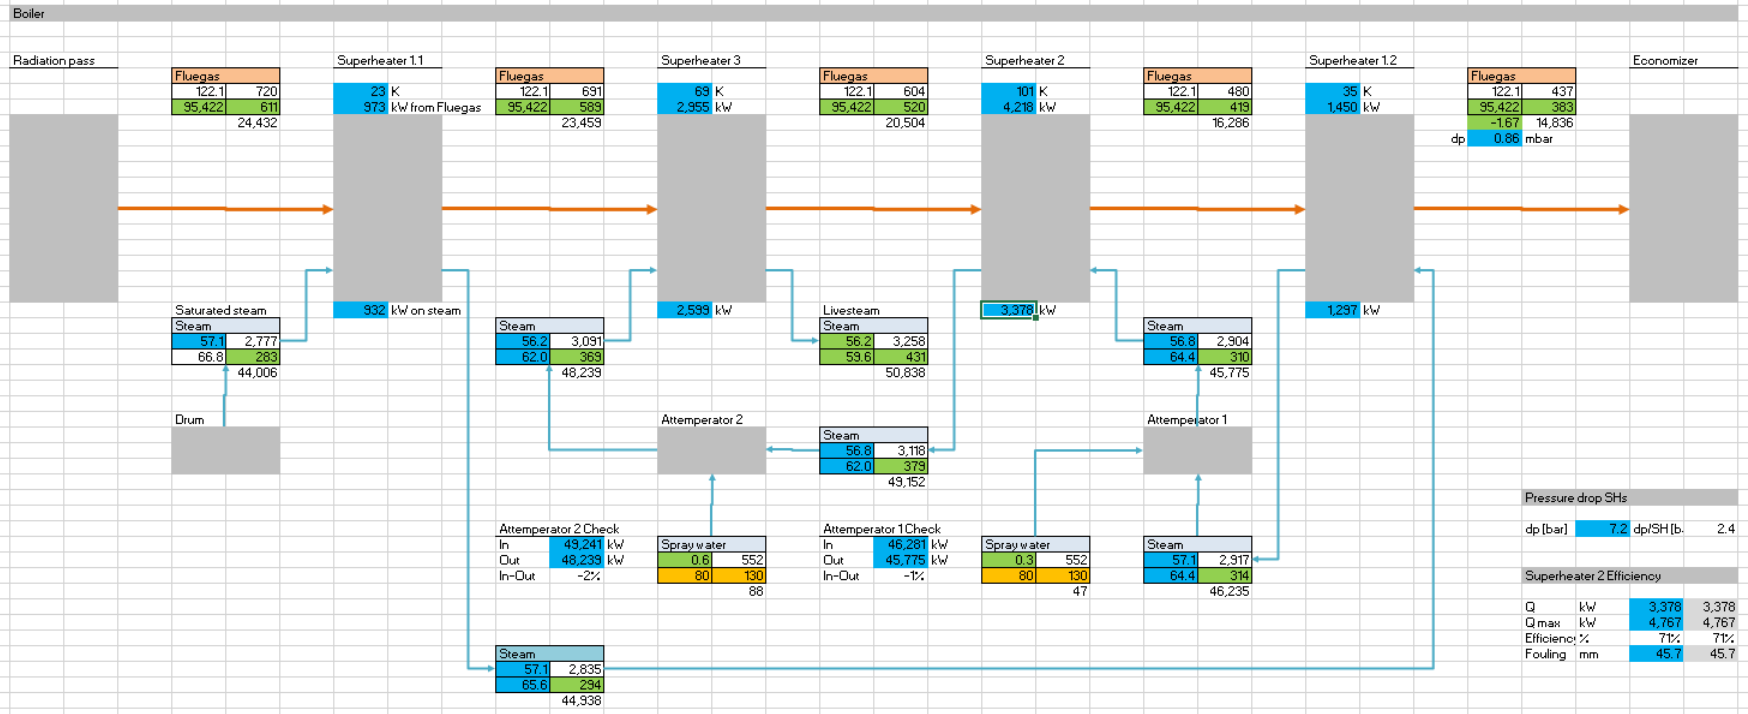 Boiler
Radiation pass Superheater 1.1 Superheater 3 Superheater 2 Superheater 1.2 Economizer
Fluegas Fluegas Fluegas Fluegas Fluegas
122.1 720 23 K 122.1 691 69 K 122.1 604 101 K 122.1 480 35 K 122.1 437
95,422 611 973 kW from Fluegas 95,422 589 2,955 kW 95,422 520 4,218 kW 95,422 419 1,450 kW 95,422 383
24,432 23,459 20,504 16,286 -1.67 14,836
dp 0.86 mbar
Saturated steam 932 kW on steam 2,599 kW Livesteam 3,378 kW 1,297 kW
Steam Steam Steam Steam
57.1 2,777 56.2 3,091 56.2 3,258 56.8 2,904
66.8 283 62.0 369 59.6 431 64.4 310
44,006 48,239 50,838 45,775
Drum Attemperator 2 Attemperator 1
Steam
56.8 3,118
62.0 379
49,152
Pressure drop SHs
Attemperator 2 Check Attemperator 1 Check dp [bar] 7.2 dp/SH [b. 2.4
In 49,241 kW Spray water In 46,281 kW Spray water Steam
Out 48,239 kW 0.6 552 Out 45,775 kW 0.3 552 57.1 2,917
In-Out -2% 80 130 In-Out -1% 80 130 64.4 314 Superheater 2 Efficiency
88 47 46,235
Q kW 3,378 3,378
Q max kW 4,767 4,767
Efficienc % 71% 71%
Steam Fouling mm 45.7 45.7
57.1 2,835
65.6 294
44,938